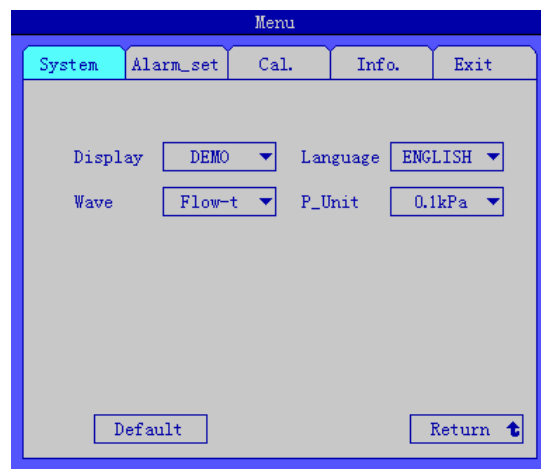 Menu
System Alarm_set Cal. Info. Exit
Display DEMO Language ENGLISH
Wave Flow-t P_Unit 0.1kPa
Default Return